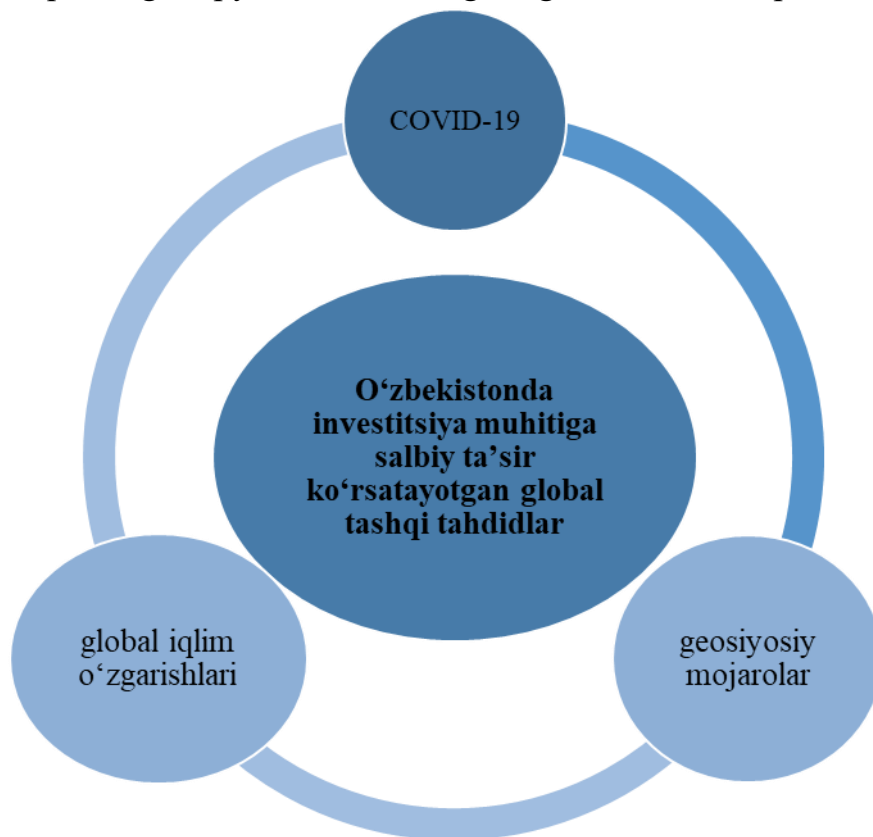 COVID-19
O‘zbekistonda
investitsiya muhitiga
salbiy ta’sir
ko‘rsatayotgan global
tashqi tahdidlar
global iqlim
o‘zgarishlari
geosiyosiy
mojarolar